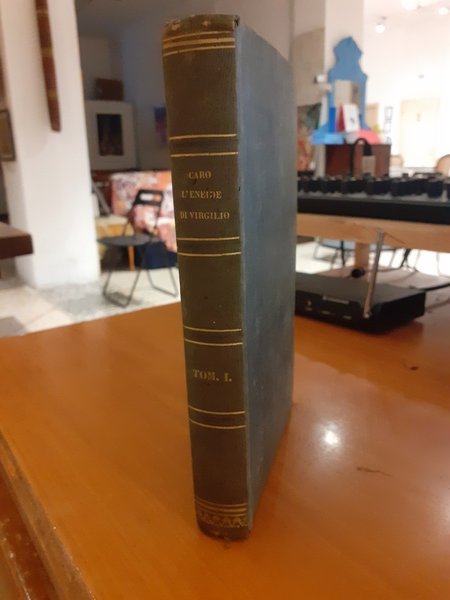 CARO
L'ENEIDE
DI VIRGILIO
TOM. I.